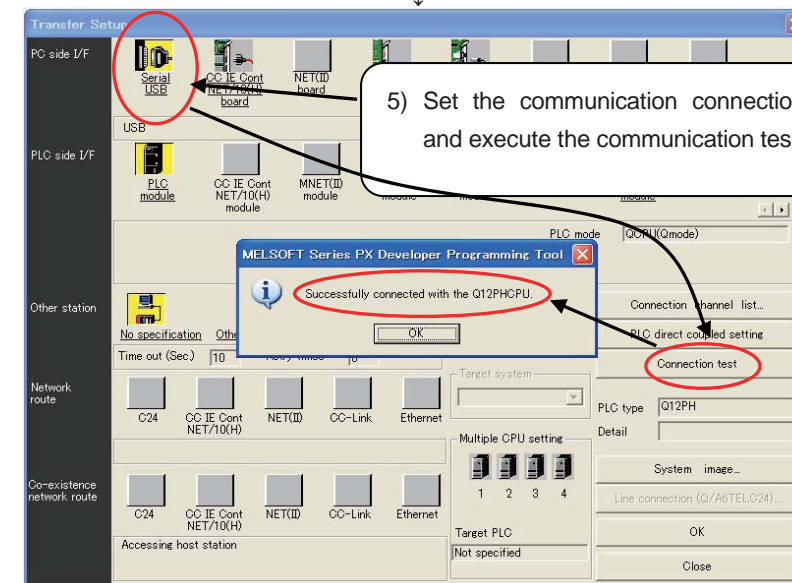 Transfer Setup
PC side I/F
Serial USB
CC IE Cont NET/10(H) board
NET(II) board
5) Set the communication connectio
and execute the communication tes
USB
PLC side I/F
PLC module
CC IE Cont NET/10(H) module
MNET(II) module
module
PLC mode
QCPU(Qmode)
MELSOFT Series PX Developer Programming Tool
Successfully connected with the Q12PHCPU.
OK
Other station
No specification
Connection channel list...
PLC direct coupled setting
Time out (Sec.)
10
Connection test
Target system
Network route
C24
CC IE Cont NET/10(H)
NET(II)
CC-Link
Ethernet
PLC type
Q12PH
Detail
Multiple CPU setting
System image...
1 2 3 4
Line connection (Q/A6TEL,C24)...
Co-existence network route
C24
CC IE Cont NET/10(H)
NET(II)
CC-Link
Ethernet
Target PLC
Not specified
OK
Accessing host station
Close